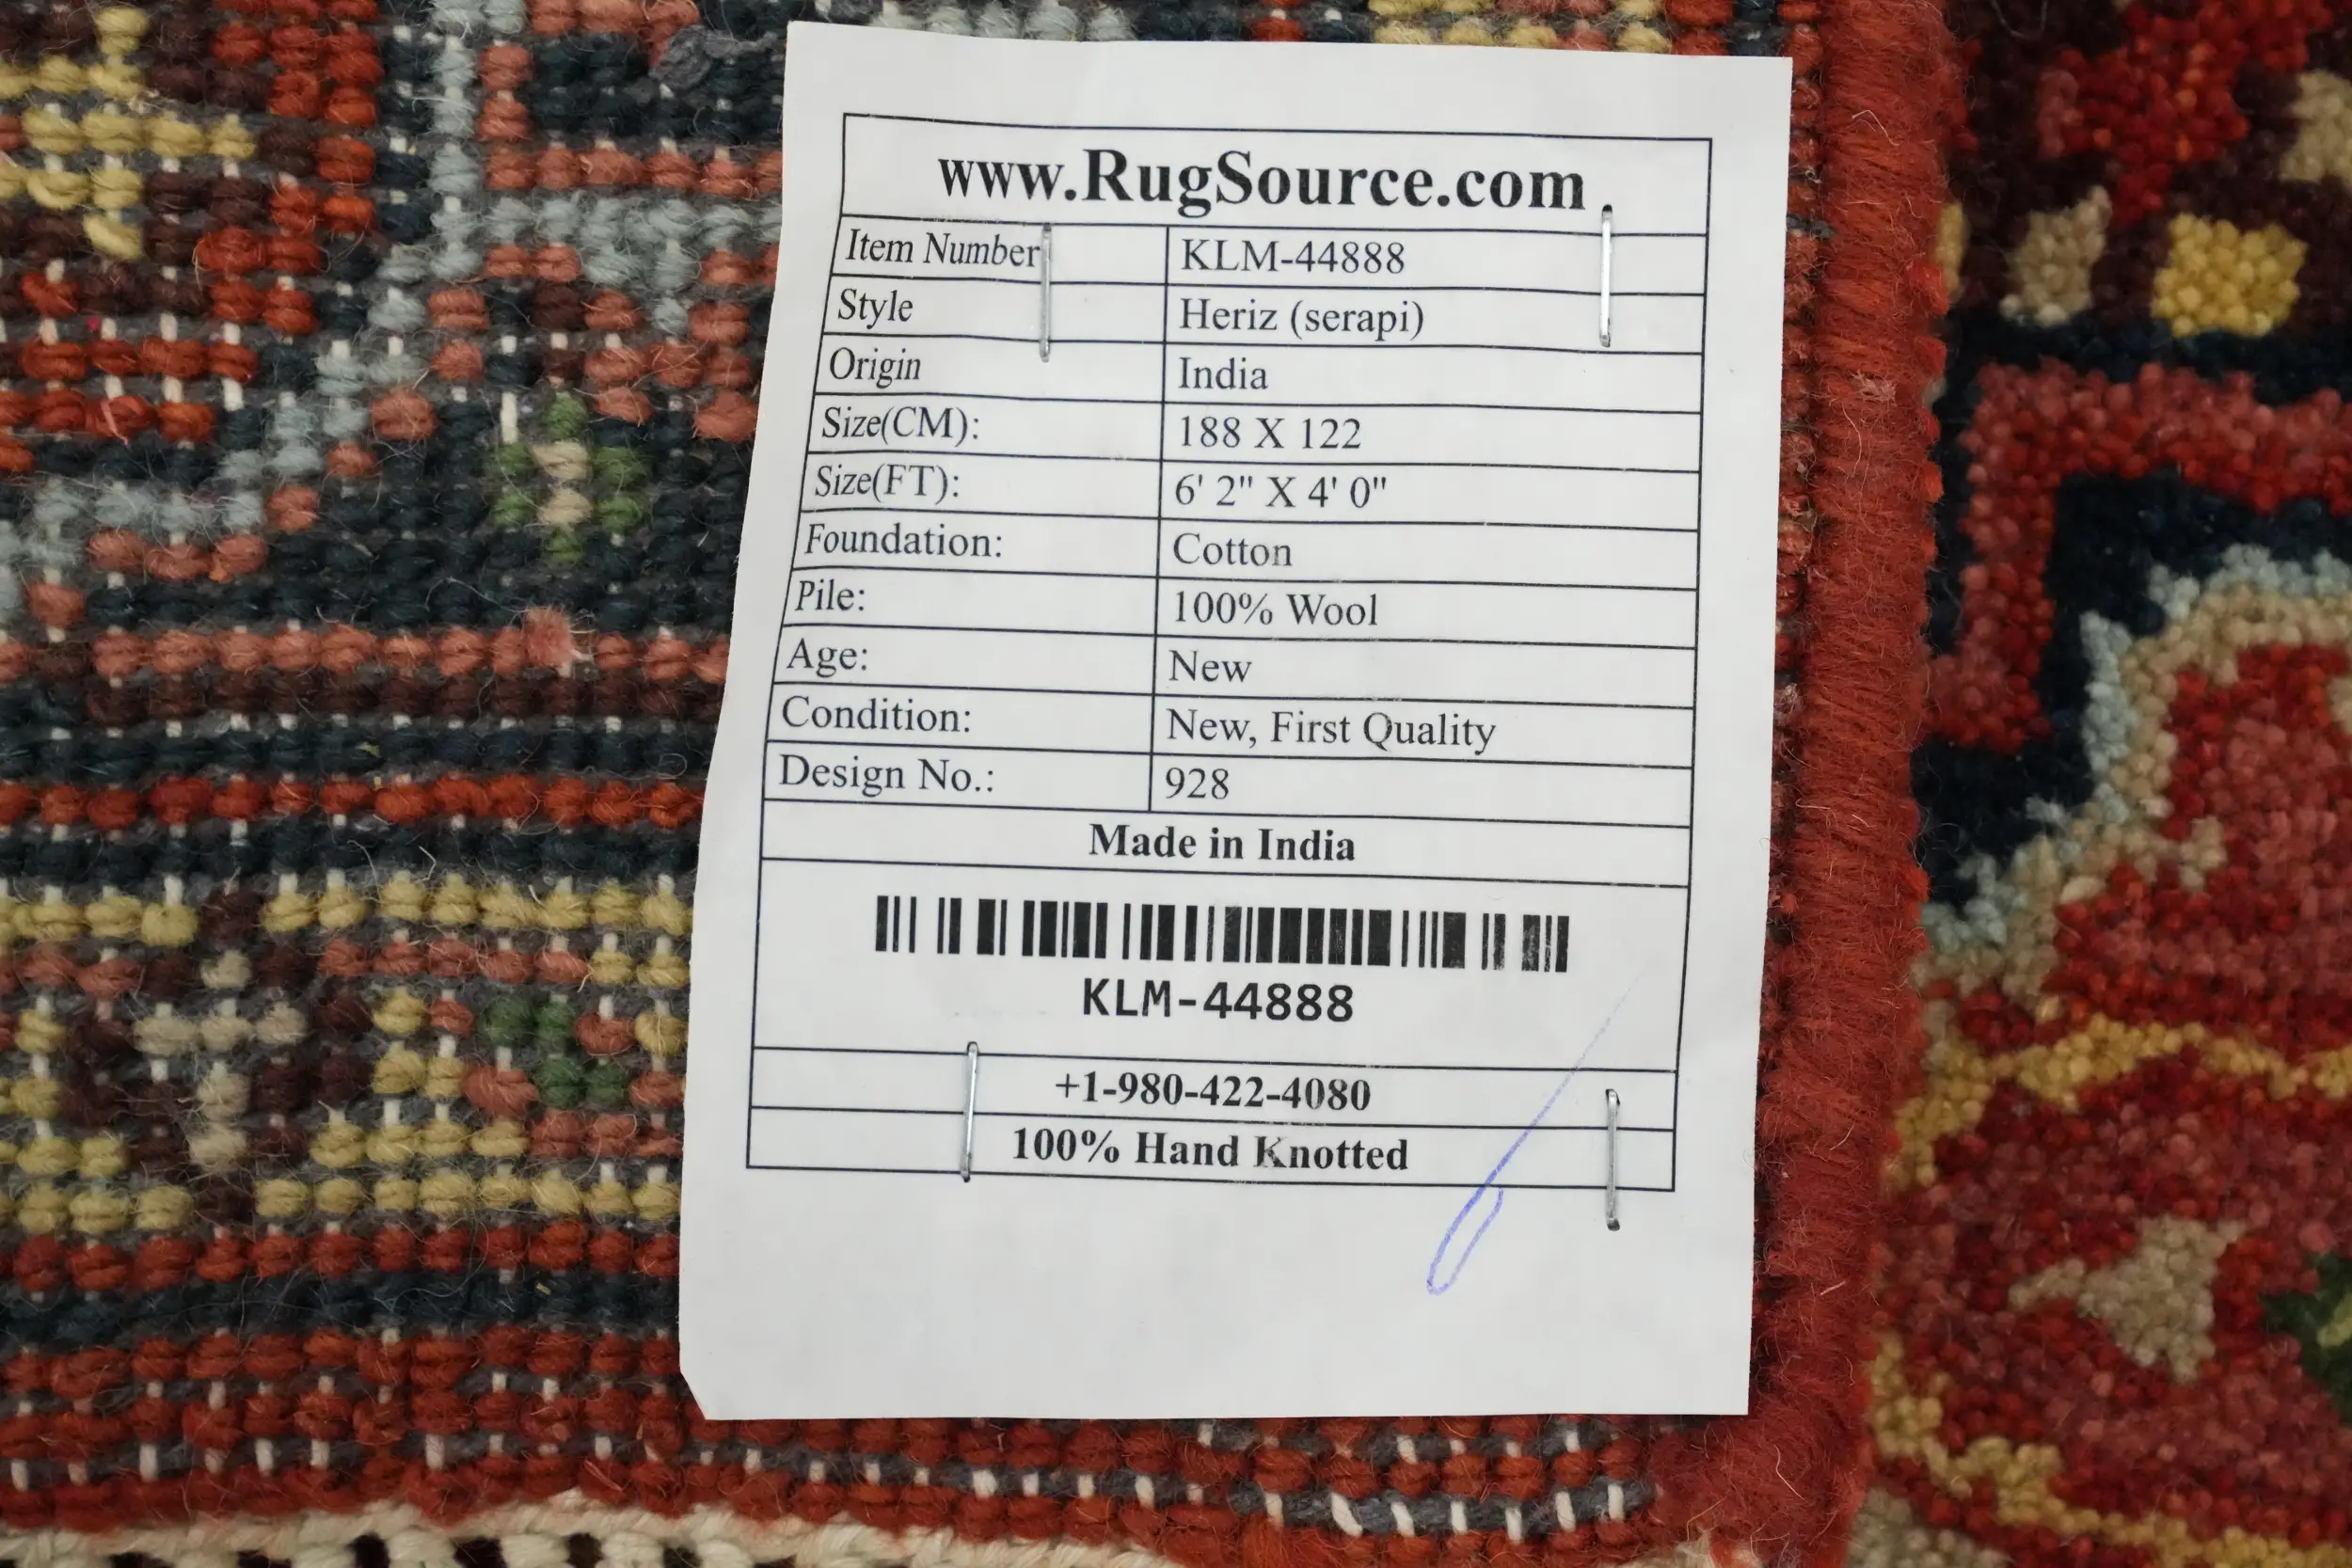 www.RugSource.com
Item Number KLM-44888
Style Heriz (serapi)
Origin India
Size(CM): 188 X 122
Size(FT): 6' 2" X 4' 0"
Foundation: Cotton
Pile: 100% Wool
Age: New
Condition: New, First Quality
Design No.: 928
Made in India
KLM-44888
+1-980-422-4080
100% Hand Knotted